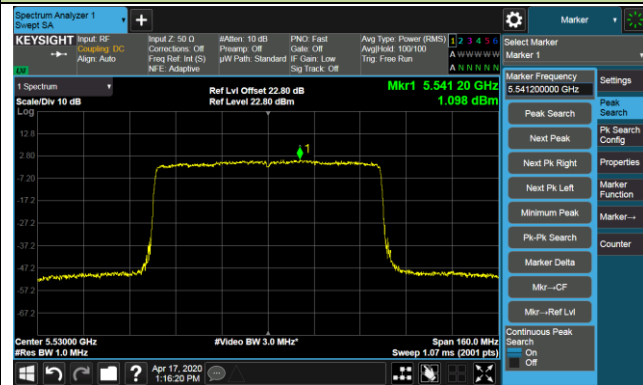 Spectrum Analyzer 1
Swept SA
Marker
KEYSIGHT
Input: RF
Coupling: DC
Align: Auto
Input Z: 50 Ω
Corrections: Off
Freq Ref: Int (S)
NFE: Adaptive
#Atten: 10 dB
Preamp: Off
µW Path: Standard
PNO: Fast
Gate: Off
IF Gain: Low
Sig Track: Off
Avg Type: Power (RMS)
Avg|Hold: 100/100
Trig: Free Run
1 2 3 4 5 6
A W W W W W
A N N N N N
Select Marker
Marker 1
1 Spectrum
Scale/Div 10 dB
Log
Ref Lvl Offset 22.80 dB
Ref Level 22.80 dBm
Mkr1 5.541 20 GHz
1.098 dBm
12.8
2.80
-7.20
-17.2
-27.2
-37.2
-47.2
-57.2
-67.2
1
Center 5.53000 GHz
#Res BW 1.0 MHz
#Video BW 3.0 MHz*
Span 160.0 MHz
Sweep 1.07 ms (2001 pts)
Marker Frequency
5.541200000 GHz
Peak Search
Next Peak
Next Pk Right
Next Pk Left
Minimum Peak
Pk-Pk Search
Marker Delta
Mkr→CF
Mkr→Ref Lvl
Continuous Peak
Search
On
Off
Settings
Peak
Search
Pk Search
Config
Properties
Marker
Function
Marker→
Counter
?
Apr 17, 2020
1:16:20 PM